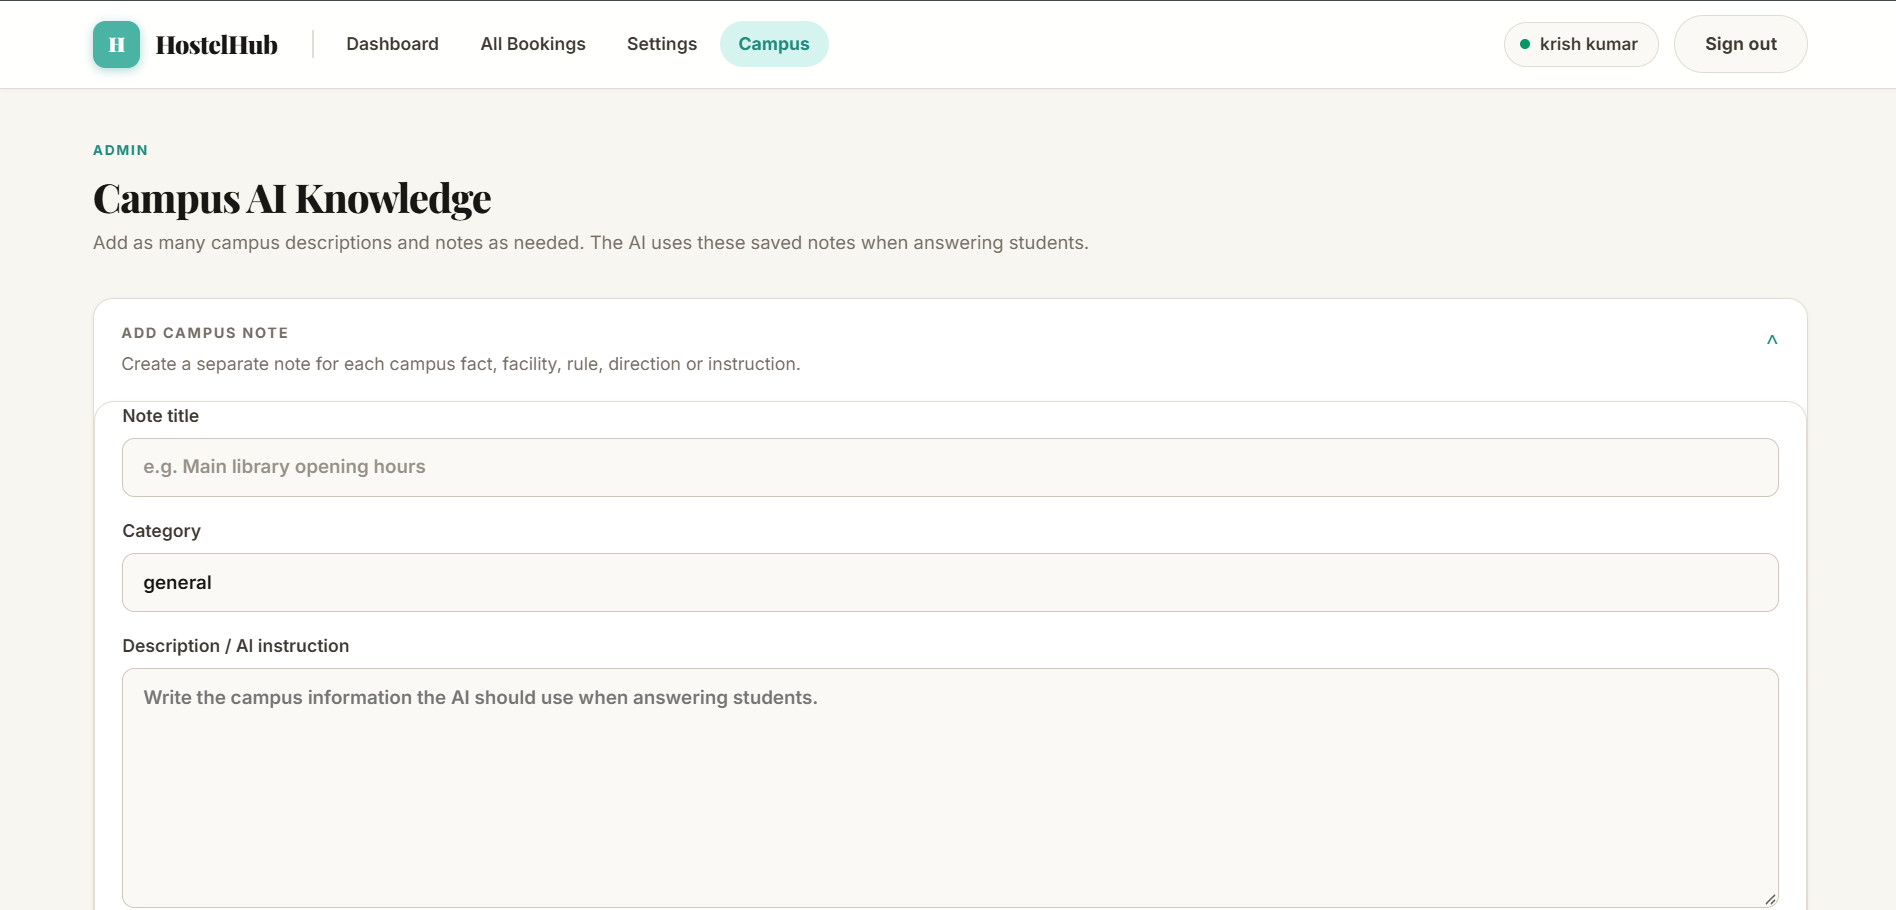 H HostelHub Dashboard All Bookings Settings Campus krish kumar Sign out
ADMIN
Campus AI Knowledge
Add as many campus descriptions and notes as needed. The AI uses these saved notes when answering students.
ADD CAMPUS NOTE
Create a separate note for each campus fact, facility, rule, direction or instruction.
Note title
e.g. Main library opening hours
Category
general
Description / AI instruction
Write the campus information the AI should use when answering students.